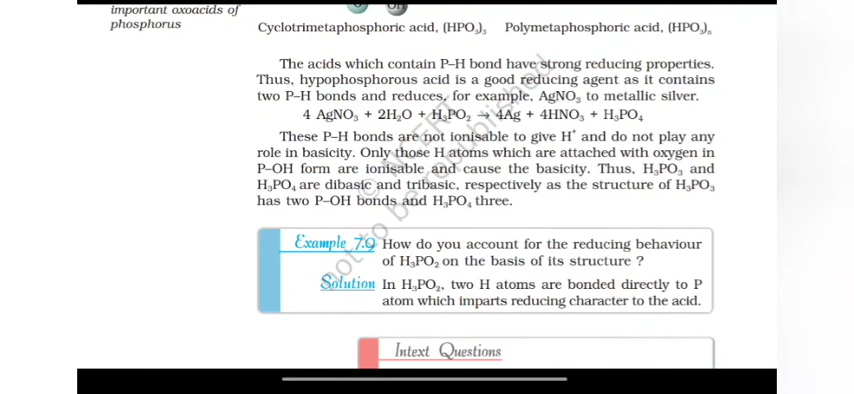 important oxoacids of
phosphorus
OH
Cyclotrimetaphosphoric acid, (HPO₃)₃ Polymetaphosphoric acid, (HPO₃)ₙ
The acids which contain P–H bond have strong reducing properties.
Thus, hypophosphorous acid is a good reducing agent as it contains
two P–H bonds and reduces, for example, AgNO₃ to metallic silver.
4 AgNO₃ + 2H₂O + H₃PO₂ → 4Ag + 4HNO₃ + H₃PO₄
These P–H bonds are not ionisable to give H⁺ and do not play any
role in basicity. Only those H atoms which are attached with oxygen in
P–OH form are ionisable and cause the basicity. Thus, H₃PO₃ and
H₃PO₄ are dibasic and tribasic, respectively as the structure of H₃PO₃
has two P–OH bonds and H₃PO₄ three.
© NCERT
not to be republished
Example 7.9 How do you account for the reducing behaviour
of H₃PO₂ on the basis of its structure ?
Solution In H₃PO₂, two H atoms are bonded directly to P
atom which imparts reducing character to the acid.
Intext Questions